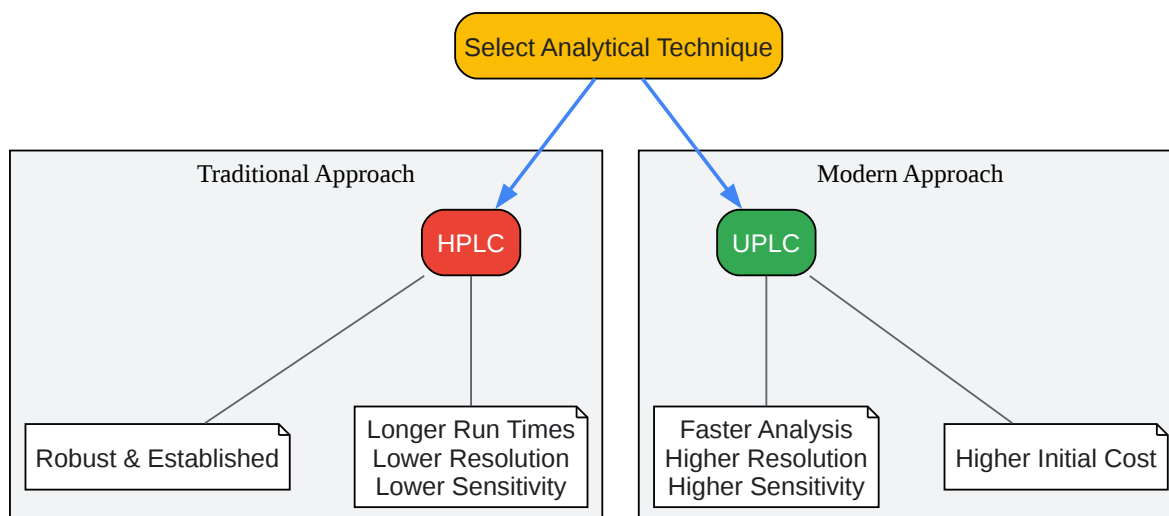 Select Analytical Technique
Traditional Approach
Modern Approach
HPLC
UPLC
Robust & Established
Longer Run Times
Lower Resolution
Lower Sensitivity
Faster Analysis
Higher Resolution
Higher Sensitivity
Higher Initial Cost